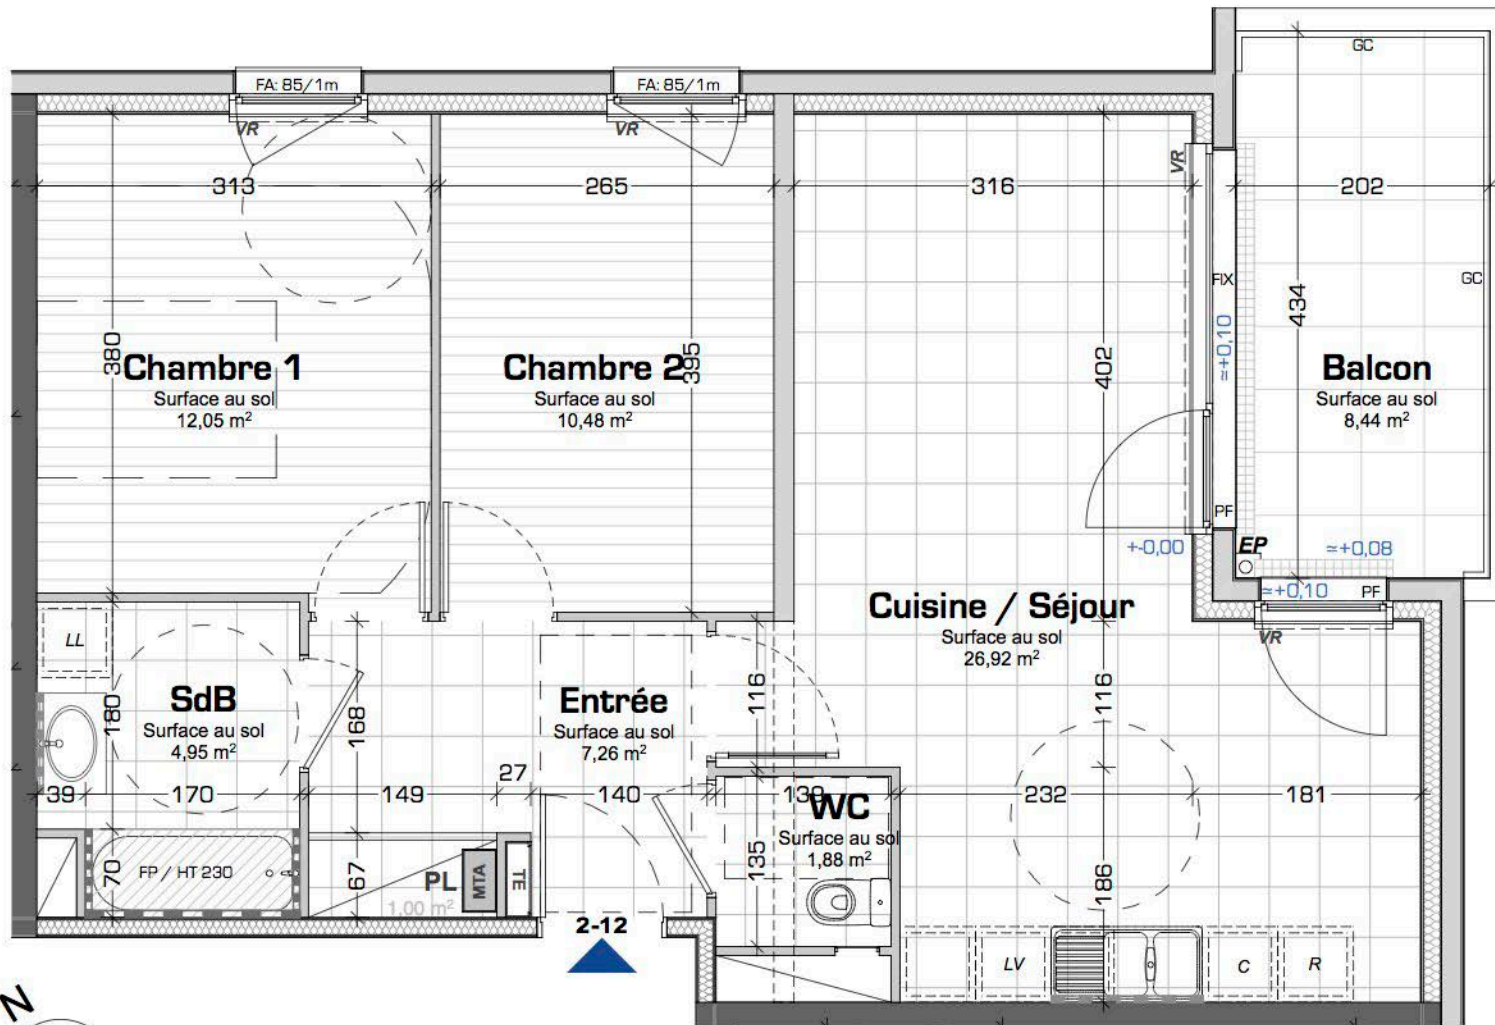 GC
FA: 85/1m
FA: 85/1m
VR
VR
VR
313
265
316
202
FIX
GC
434
380
395
402
≃+0,10
Chambre 1
Surface au sol
12,05 m²
Chambre 2
Surface au sol
10,48 m²
Balcon
Surface au sol
8,44 m²
PF
+-0,00
EP
≃+0,08
≃+0,10
PF
VR
Cuisine / Séjour
Surface au sol
26,92 m²
LL
SdB
Surface au sol
4,95 m²
180
168
Entrée
Surface au sol
7,26 m²
116
116
39
170
149
27
140
139
232
181
WC
Surface au sol
1,88 m²
135
186
70
FP / HT 230
67
PL
1,00 m²
MTA
TE
2-12
LV
C
R
N